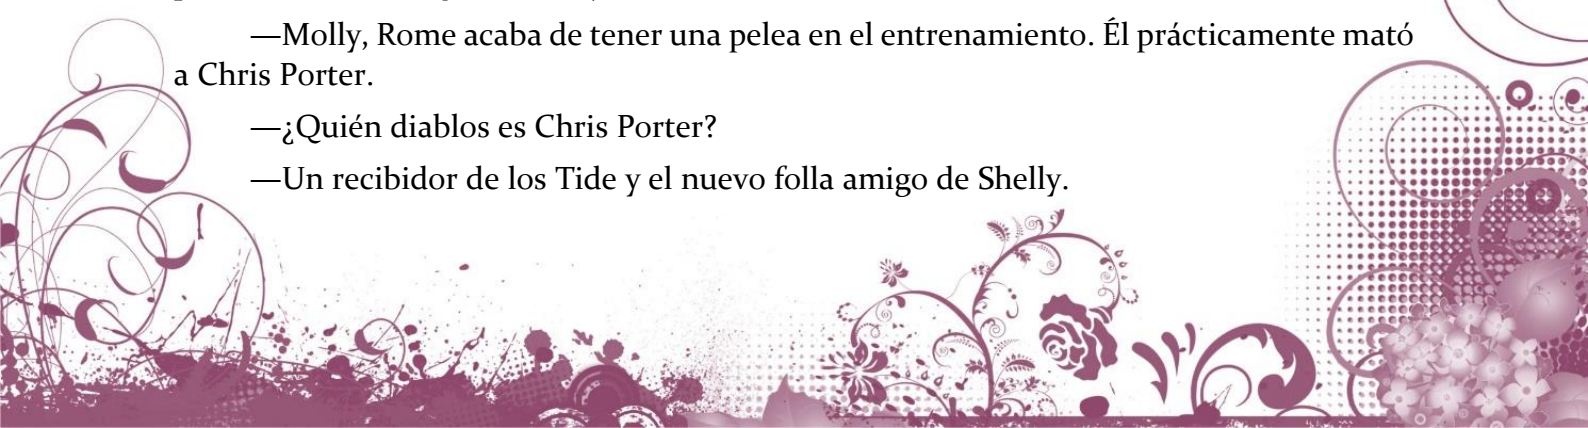 —Molly, Rome acaba de tener una pelea en el entrenamiento. Él prácticamente mató
a Chris Porter.
—¿Quién diablos es Chris Porter?
—Un recibidor de los Tide y el nuevo folla amigo de Shelly.